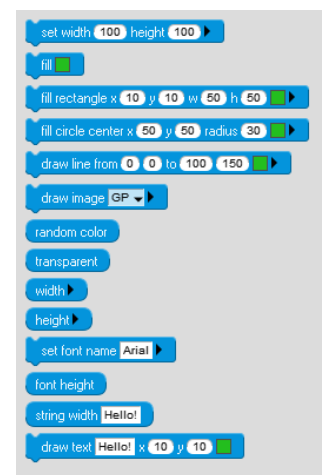 set width 100 height 100
fill
fill rectangle x 10 y 10 w 50 h 50
fill circle center x 50 y 50 radius 30
draw line from 0 0 to 100 150
draw image GP
random color
transparent
width
height
set font name Arial
font height
string width Hello!
draw text Hello! x 10 y 10